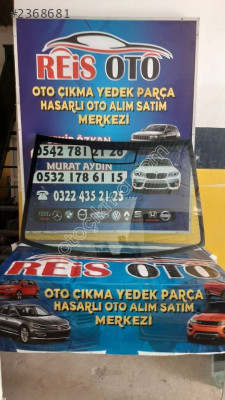 #2368681
REİS OTO
OTO ÇIKMA YEDEK PARÇA
HASARLI OTO ALIM SATIM
MERKEZİ
ÖZKAN
0542 781 21 20
MURAT AYDIN
0532 178 61 15
0322 435 21 25
REİS OTO
OTO ÇIKMA YEDEK PARÇA
HASARLI OTO ALIM SATIM
MERKEZİ